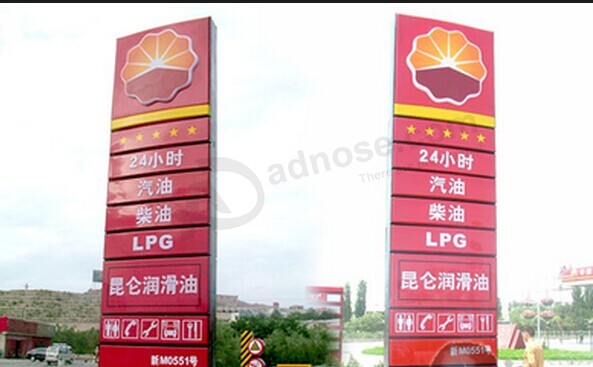 24小时
汽油
柴油
LPG
昆仑润滑油
新M0551号
24小时
汽油
柴油
LPG
昆仑润滑油
新M0551号
adnose.
There